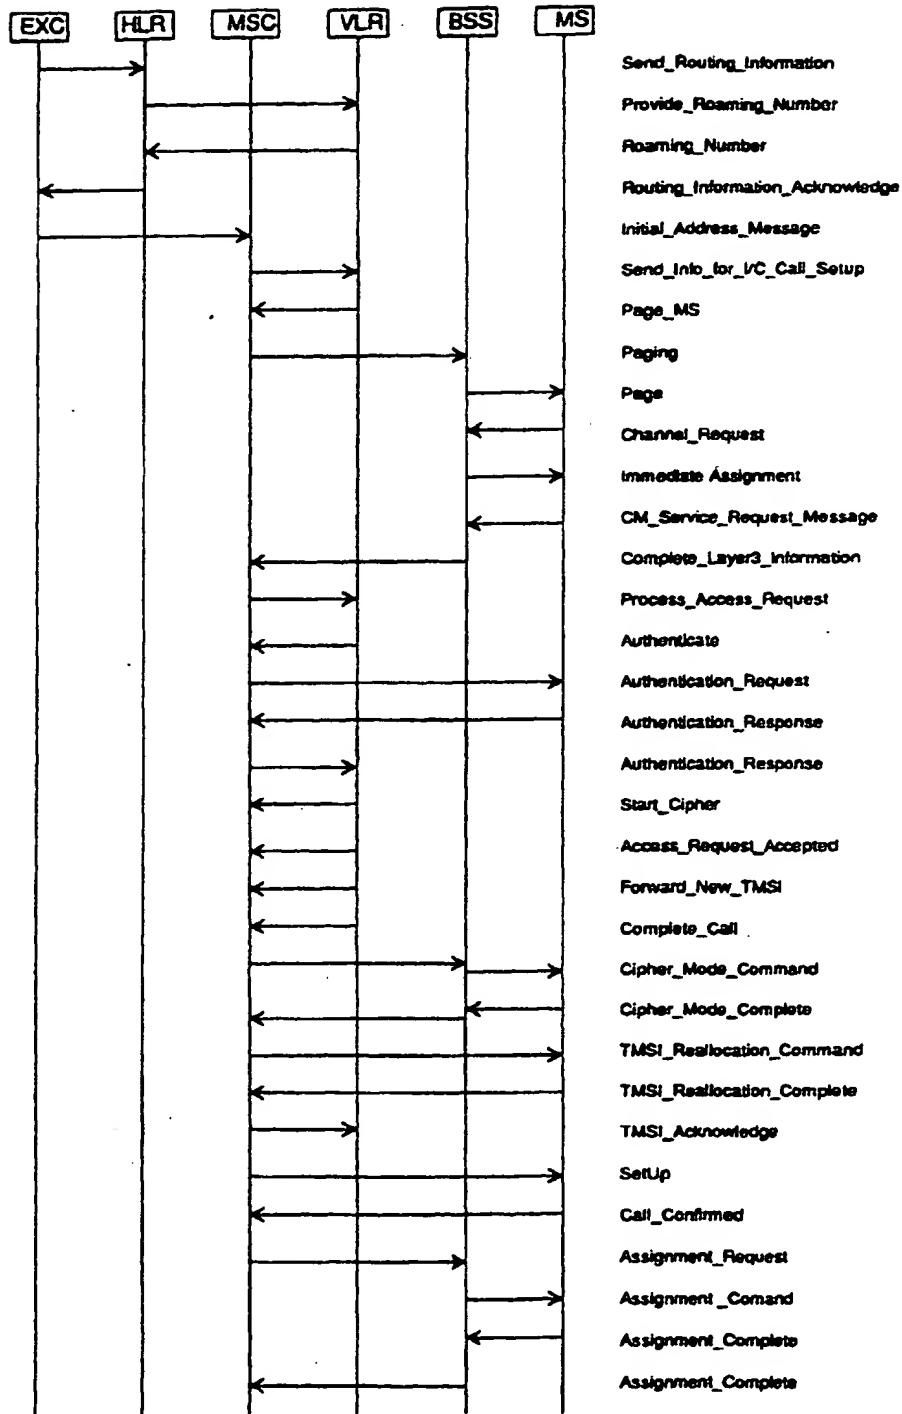 EXC HLR MSC VLR BSS MS
Send_Routing_Information
Provide_Roaming_Number
Roaming_Number
Routing_Information_Acknowledge
Initial_Address_Message
Send_Info_for_I/C_Call_Setup
Page_MS
Paging
Page
Channel_Request
Immediate Assignment
CM_Service_Request_Message
Complete_Layer3_Information
Process_Access_Request
Authenticate
Authentication_Request
Authentication_Response
Authentication_Response
Start_Cipher
Access_Request_Accepted
Forward_New_TMSI
Complete_Call
Cipher_Mode_Command
Cipher_Mode_Complete
TMSI_Reallocation_Command
TMSI_Reallocation_Complete
TMSI_Acknowledge
SetUp
Call_Confirmed
Assignment_Request
Assignment _Comand
Assignment_Complete
Assignment_Complete